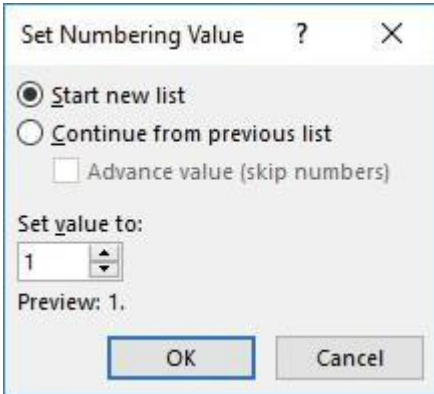 Set Numbering Value ?
Start new list
Continue from previous list
Advance value (skip numbers)
Set value to:
1
Preview: 1.
OK Cancel